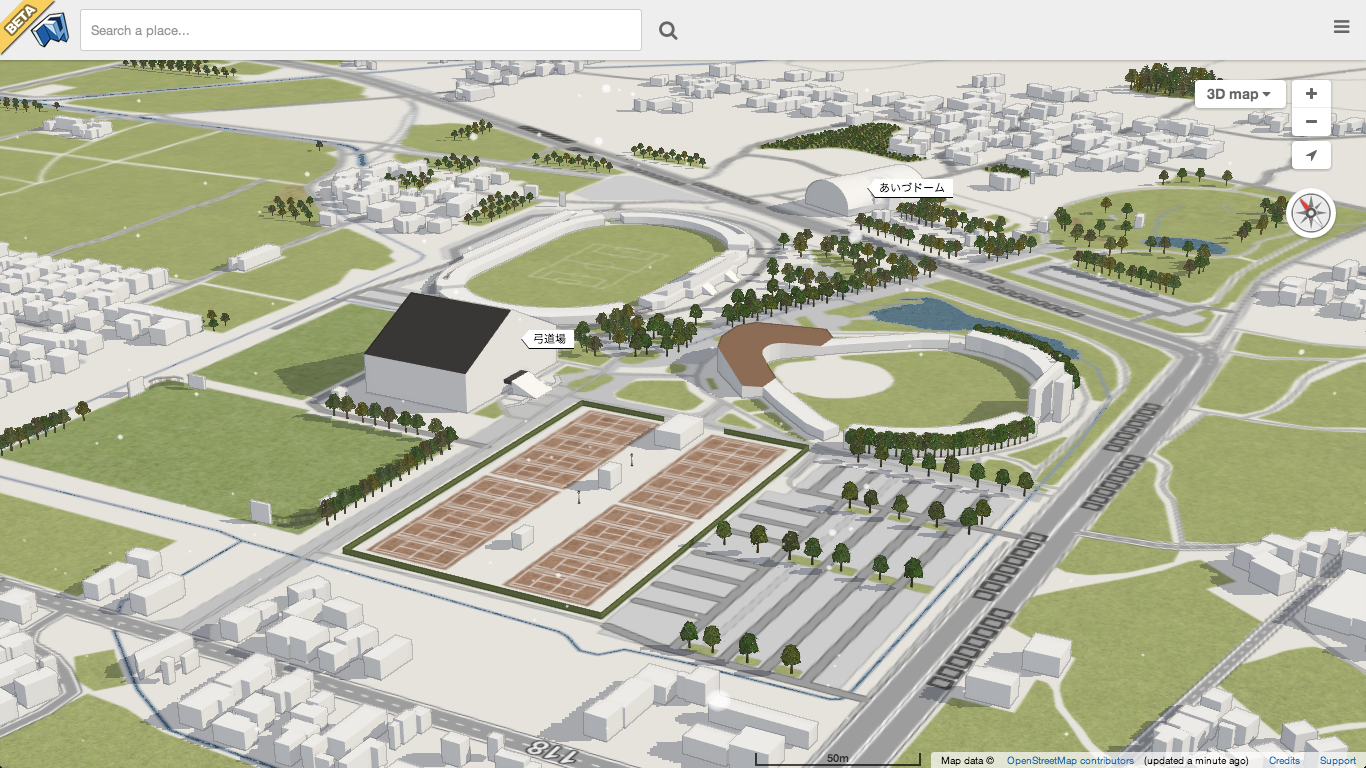 BETA
Search a place...
3D map
+
−
あいづドーム
弓道場
118
50m
Map data © OpenStreetMap contributors (updated a minute ago) Credits Support